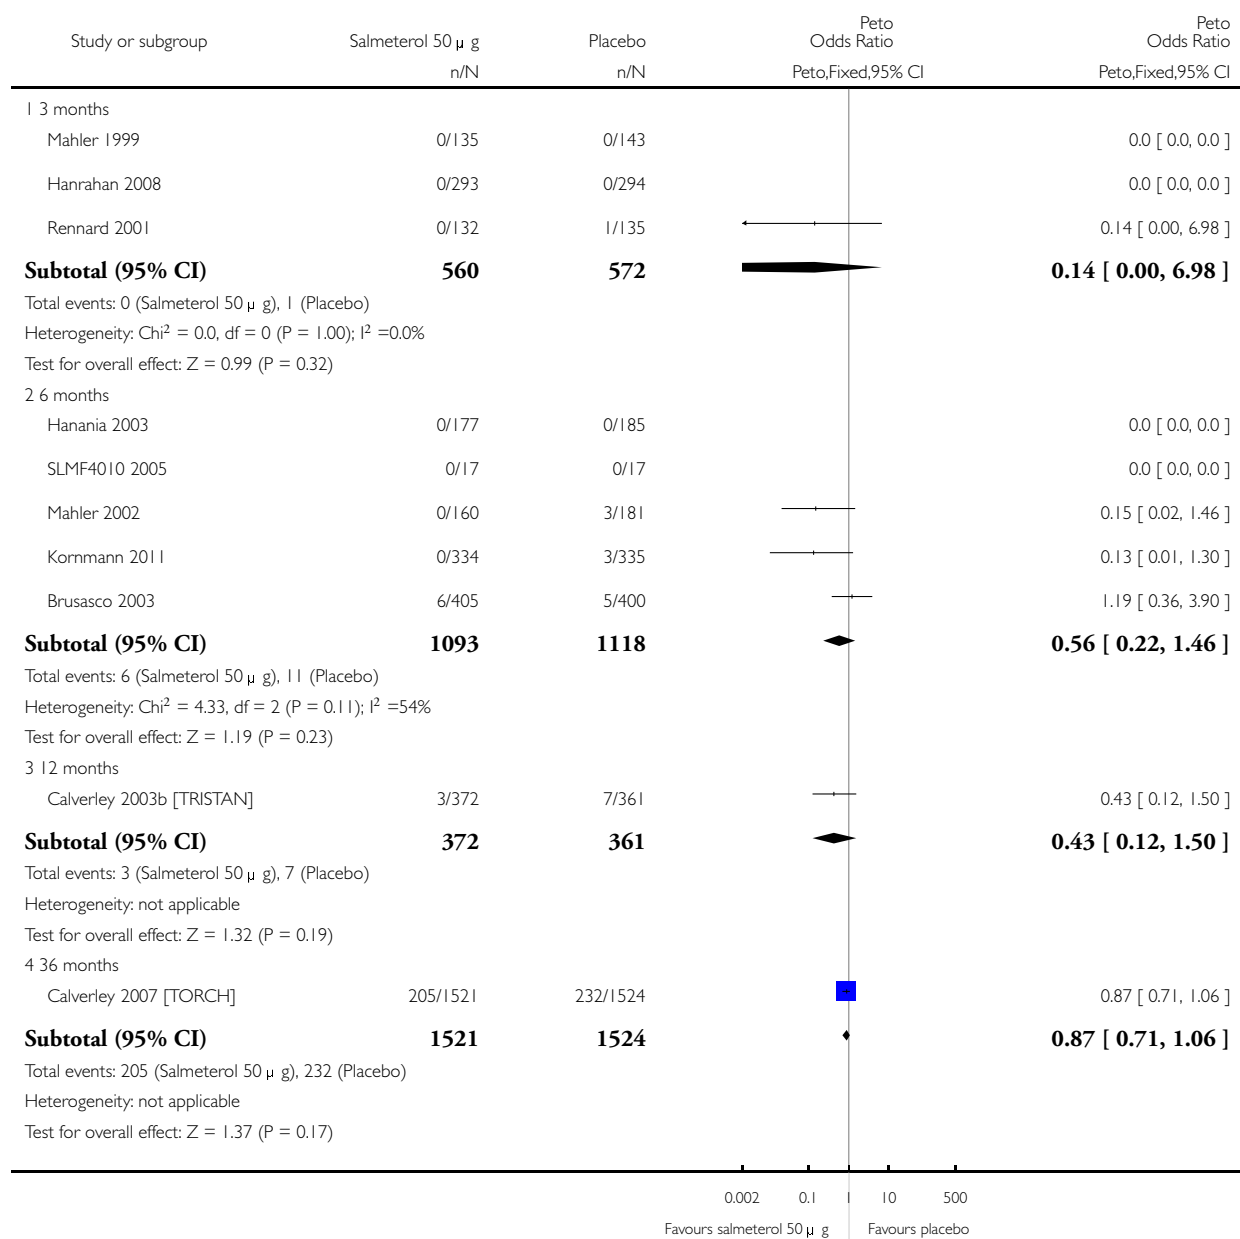 Peto Peto
Study or subgroup Salmeterol 50 μ g Placebo Odds Ratio Odds Ratio
n/N n/N Peto,Fixed,95% CI Peto,Fixed,95% CI
1 3 months
Mahler 1999 0/135 0/143 0.0 [ 0.0, 0.0 ]
Hanrahan 2008 0/293 0/294 0.0 [ 0.0, 0.0 ]
Rennard 2001 0/132 1/135 0.14 [ 0.00, 6.98 ]
Subtotal (95% CI) 560 572 0.14 [ 0.00, 6.98 ]
Total events: 0 (Salmeterol 50 μ g), 1 (Placebo)
Heterogeneity: Chi² = 0.0, df = 0 (P = 1.00); I² =0.0%
Test for overall effect: Z = 0.99 (P = 0.32)
2 6 months
Hanania 2003 0/177 0/185 0.0 [ 0.0, 0.0 ]
SLMF4010 2005 0/17 0/17 0.0 [ 0.0, 0.0 ]
Mahler 2002 0/160 3/181 0.15 [ 0.02, 1.46 ]
Kornmann 2011 0/334 3/335 0.13 [ 0.01, 1.30 ]
Brusasco 2003 6/405 5/400 1.19 [ 0.36, 3.90 ]
Subtotal (95% CI) 1093 1118 0.56 [ 0.22, 1.46 ]
Total events: 6 (Salmeterol 50 μ g), 11 (Placebo)
Heterogeneity: Chi² = 4.33, df = 2 (P = 0.11); I² =54%
Test for overall effect: Z = 1.19 (P = 0.23)
3 12 months
Calverley 2003b [TRISTAN] 3/372 7/361 0.43 [ 0.12, 1.50 ]
Subtotal (95% CI) 372 361 0.43 [ 0.12, 1.50 ]
Total events: 3 (Salmeterol 50 μ g), 7 (Placebo)
Heterogeneity: not applicable
Test for overall effect: Z = 1.32 (P = 0.19)
4 36 months
Calverley 2007 [TORCH] 205/1521 232/1524 0.87 [ 0.71, 1.06 ]
Subtotal (95% CI) 1521 1524 0.87 [ 0.71, 1.06 ]
Total events: 205 (Salmeterol 50 μ g), 232 (Placebo)
Heterogeneity: not applicable
Test for overall effect: Z = 1.37 (P = 0.17)
0.002 0.1 1 10 500
Favours salmeterol 50 μ g Favours placebo